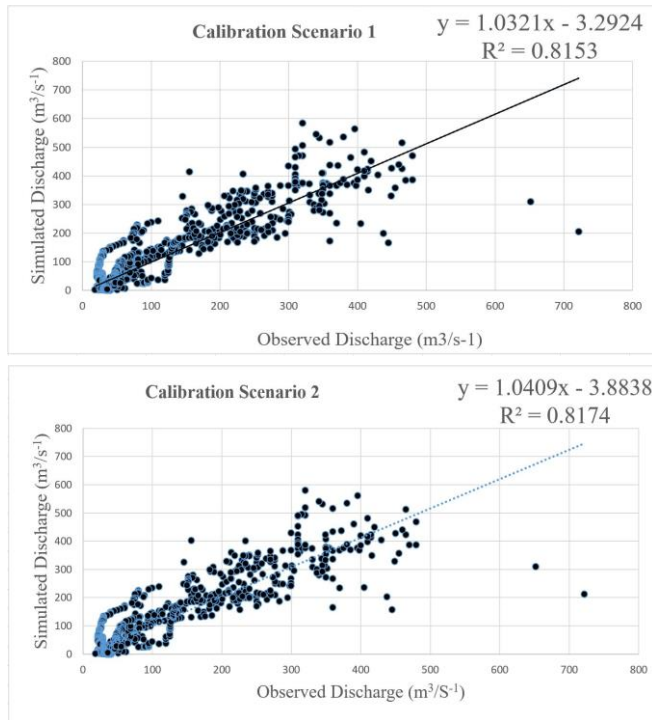 Calibration Scenario 1
y = 1.0321x - 3.2924
R² = 0.8153
Simulated Discharge (m³/s⁻¹)
800
700
600
500
400
300
200
100
0
0 100 200 300 400 500 600 700 800
Observed Discharge (m3/s-1)
Calibration Scenario 2
y = 1.0409x - 3.8838
R² = 0.8174
Simulated Discharge (m³/s⁻¹)
800
700
600
500
400
300
200
100
0
0 100 200 300 400 500 600 700 800
Observed Discharge (m³/S⁻¹)